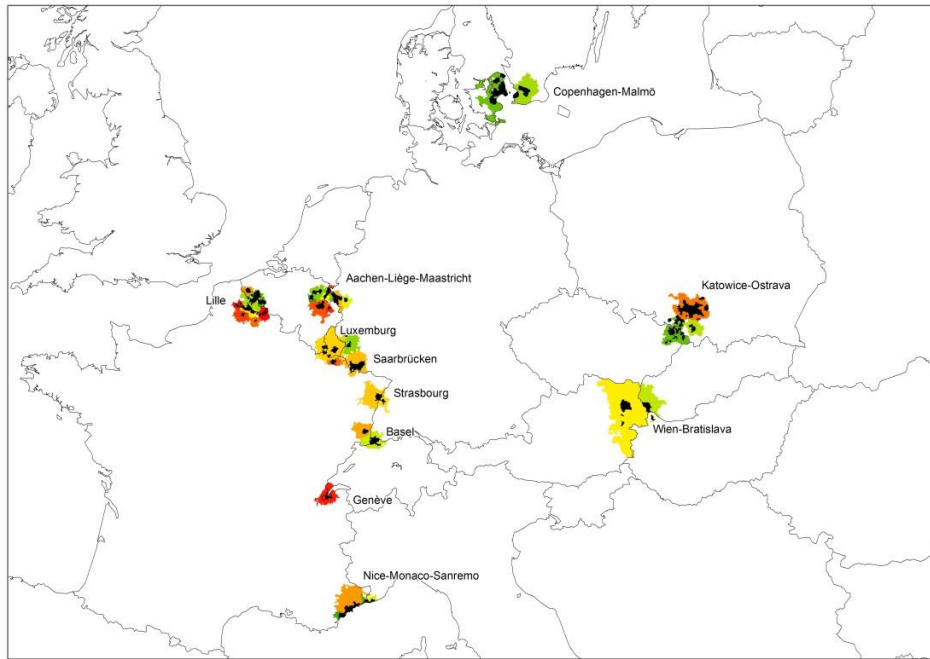 Copenhagen-Malmö
Aachen-Liège-Maastricht
Katowice-Ostrava
Lille
Luxemburg
Saarbrücken
Strasbourg
Basel
Wien-Bratislava
Genève
Nice-Monaco-Sanremo